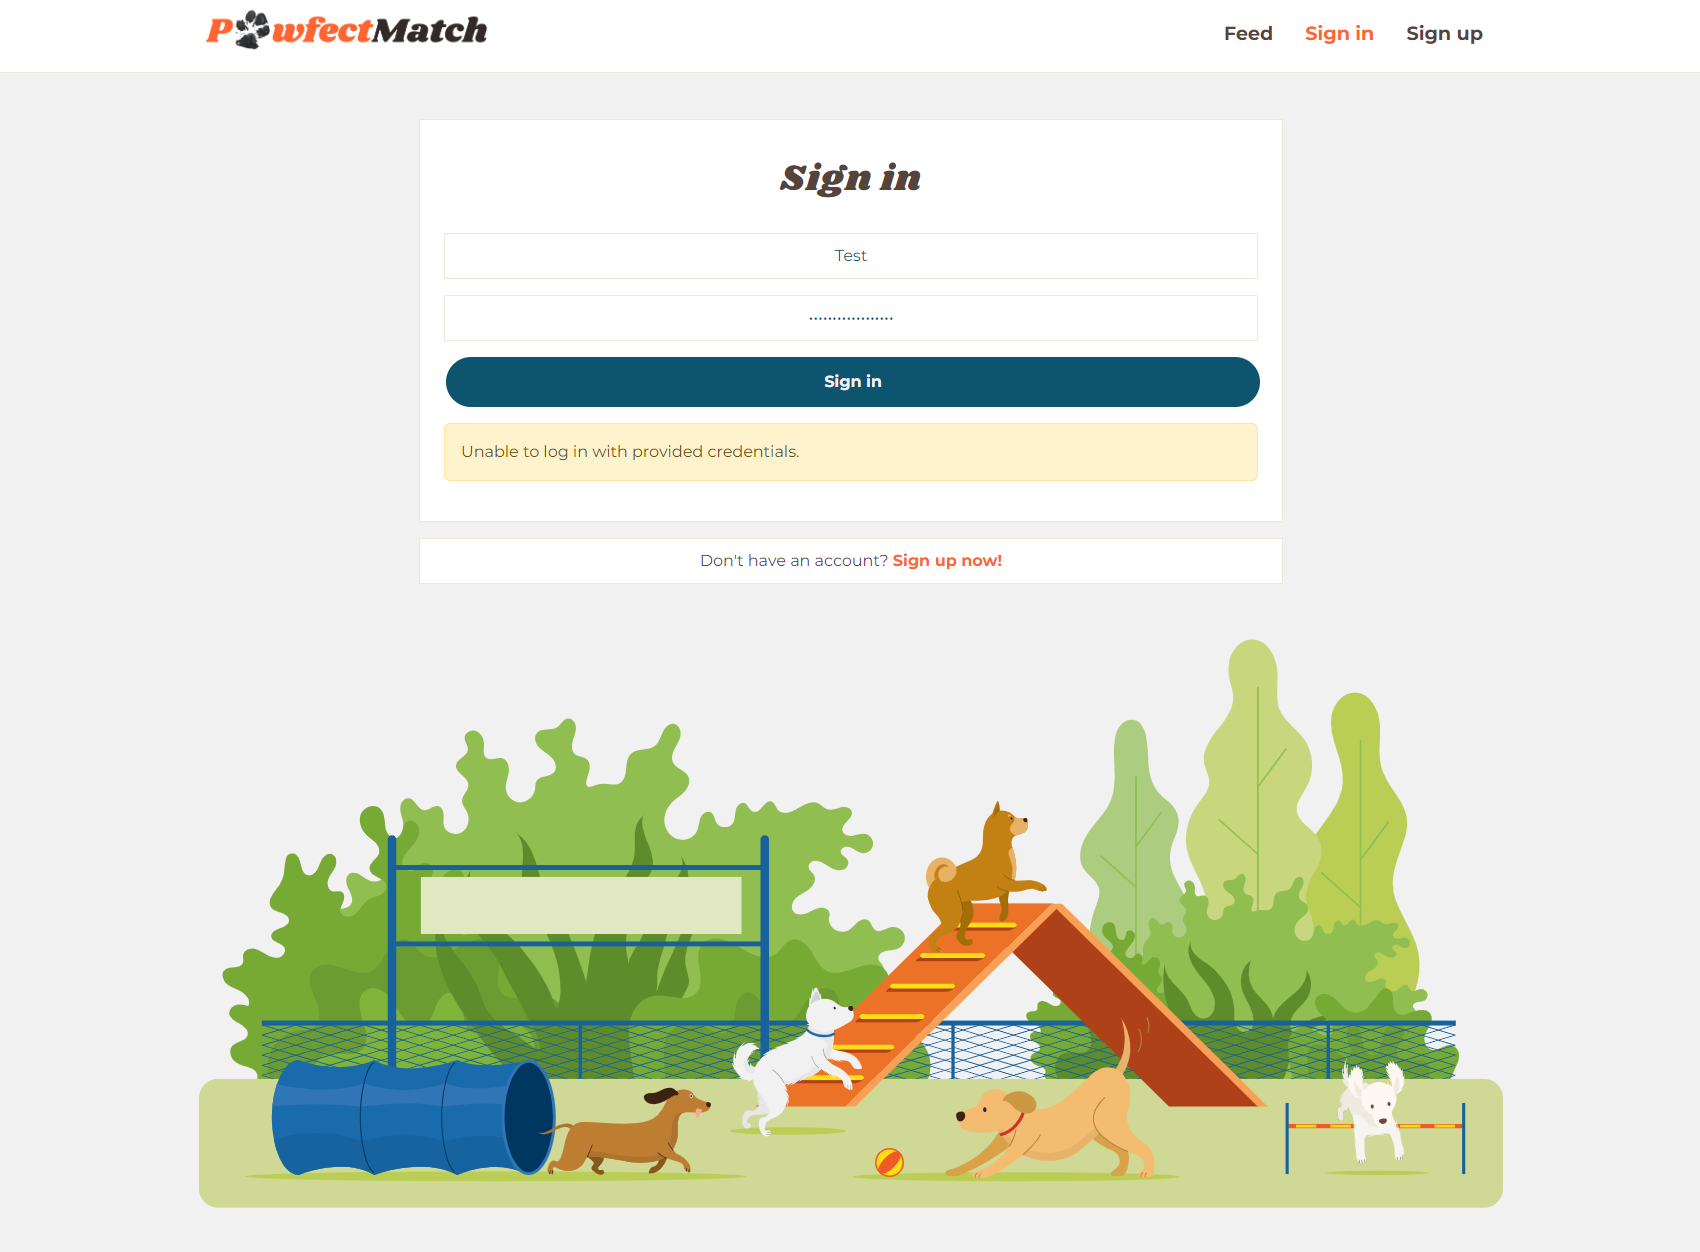 PawfectMatch
Feed Sign in Sign up
Sign in
Test
••••••••••••••••••
Sign in
Unable to log in with provided credentials.
Don't have an account? Sign up now!